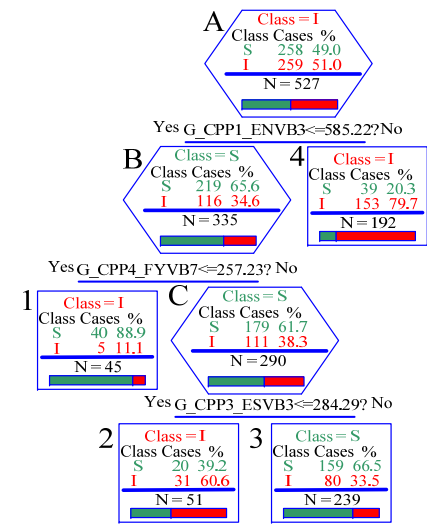 A
Class = I
Class Cases %
S 258 49.0
I 259 51.0
N = 527
Yes G_CPP1_ENVB3<=585.22? No
B
Class = S
Class Cases %
S 219 65.6
I 116 34.6
N = 335
4
Class = I
Class Cases %
S 39 20.3
I 153 79.7
N = 192
Yes G_CPP4_FYVB7<=257.23? No
1
Class = I
Class Cases %
S 40 88.9
I 5 11.1
N = 45
C
Class = S
Class Cases %
S 179 61.7
I 111 38.3
N = 290
Yes G_CPP3_ESVB3<=284.29? No
2
Class = I
Class Cases %
S 20 39.2
I 31 60.6
N = 51
3
Class = S
Class Cases %
S 159 66.5
I 80 33.5
N = 239